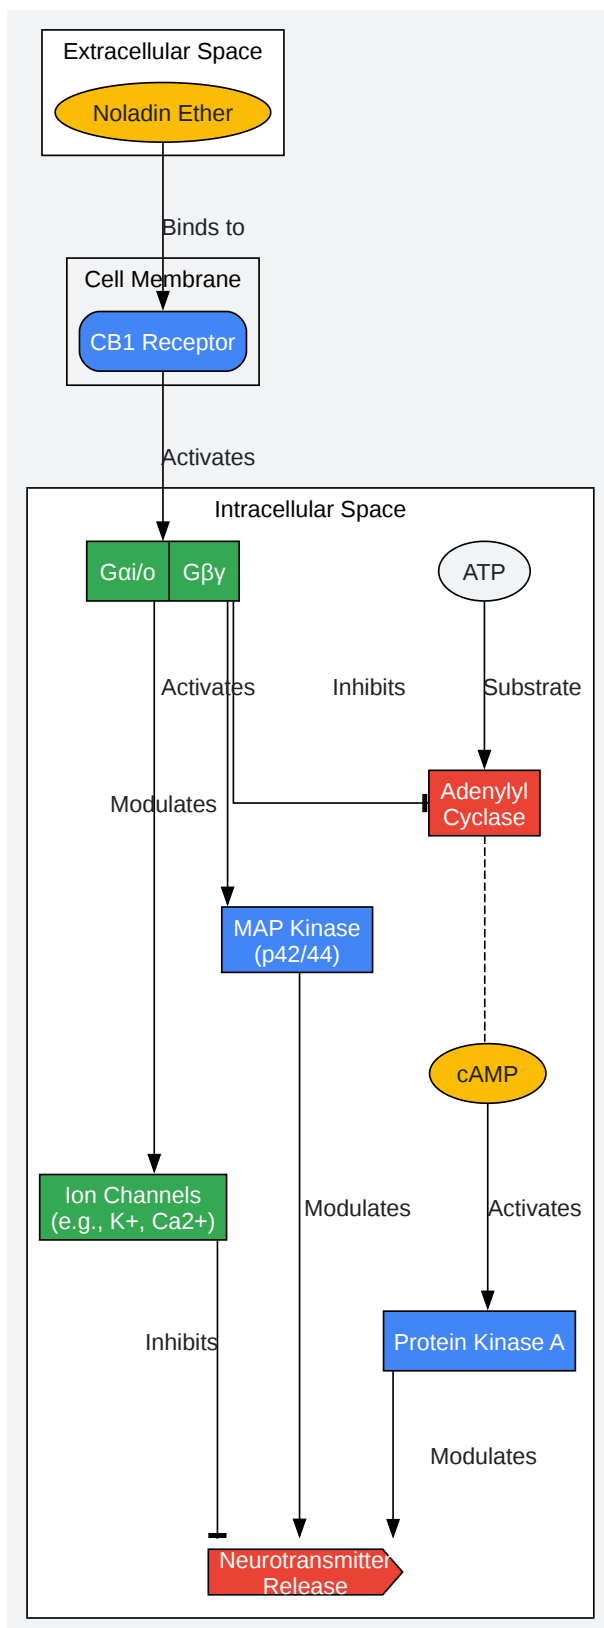 Extracellular Space
Noladin Ether
Binds to
Cell Membrane
CB1 Receptor
Activates
Intracellular Space
Gαi/o
Gβγ
ATP
Activates
Inhibits
Substrate
Adenylyl
Cyclase
Modulates
MAP Kinase
(p42/44)
cAMP
Ion Channels
(e.g., K+, Ca2+)
Modulates
Activates
Inhibits
Protein Kinase A
Modulates
Neurotransmitter
Release